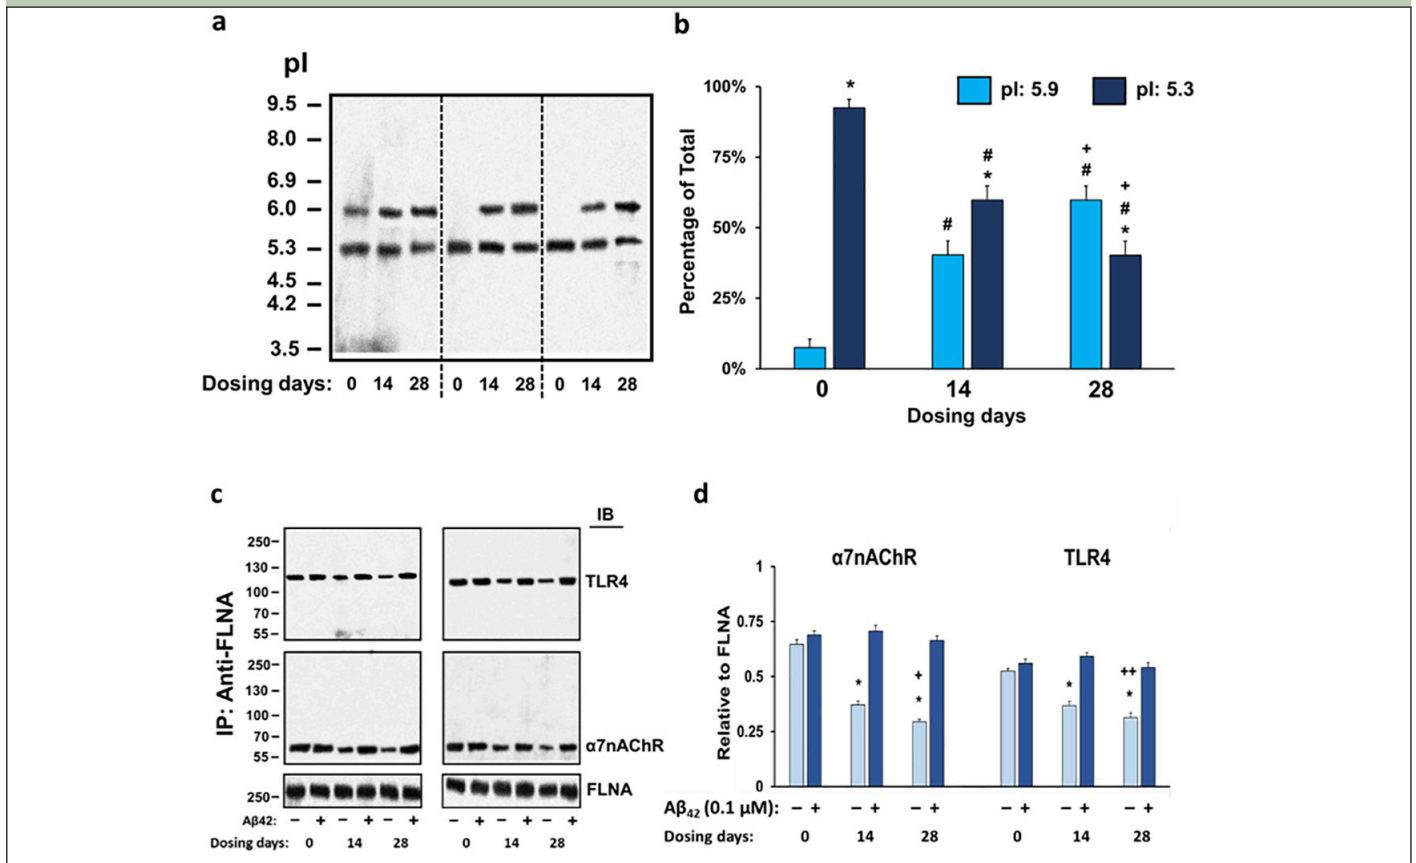 a
pI
9.5
8.0
6.9
6.0
5.3
4.5
4.2
3.5
Dosing days: 0 14 28 0 14 28 0 14 28
b
pI: 5.9 pI: 5.3
Percentage of Total
100%
75%
50%
25%
0%
*
#
#
*
+
#
+
#
*
0 14 28
Dosing days
c
IB
IP: Anti-FLNA
250
130
100
70
55
TLR4
250
130
100
70
55
α7nAChR
250
FLNA
Aβ42: – + – + – + – + – + – +
Dosing days: 0 14 28 0 14 28
d
α7nAChR TLR4
Relative to FLNA
1
0.75
0.5
0.25
0
*
+
*
*
++
*
Aβ₄₂ (0.1 µM): – + – + – + – + – + – +
Dosing days: 0 14 28 0 14 28